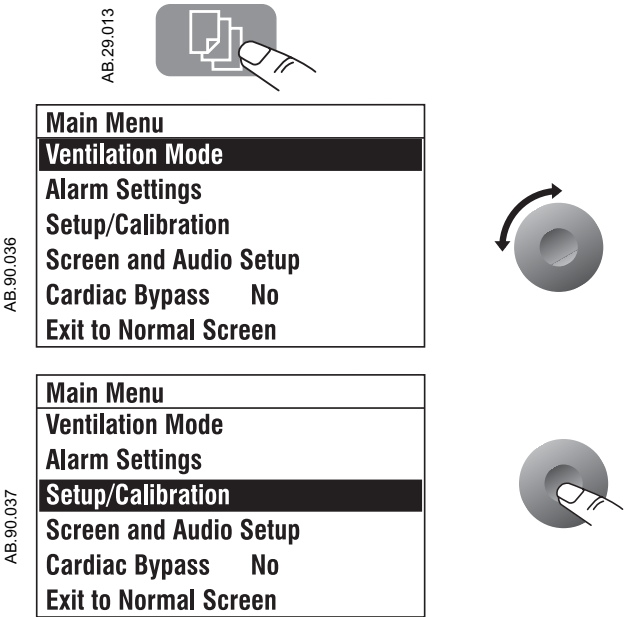 AB.29.013
Main Menu
Ventilation Mode
Alarm Settings
Setup/Calibration
Screen and Audio Setup
Cardiac Bypass No
Exit to Normal Screen
AB.90.036
Main Menu
Ventilation Mode
Alarm Settings
Setup/Calibration
Screen and Audio Setup
Cardiac Bypass No
Exit to Normal Screen
AB.90.037